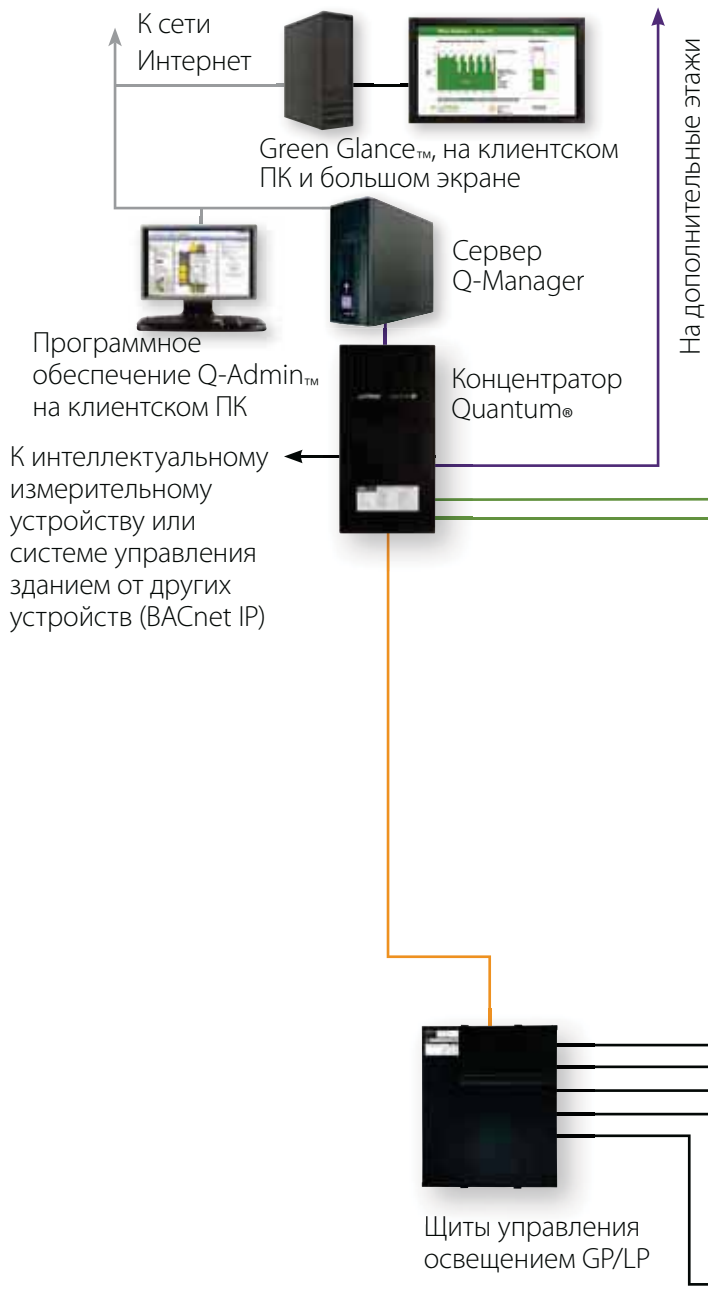 К сети
Интернет
Green Glance™, на клиентском
ПК и большом экране
На дополнительные этажи
Сервер
Q-Manager
Программное
обеспечение Q-Admin™
на клиентском ПК
Концентратор
Quantum®
К интеллектуальному
измерительному
устройству или
системе управления
зданием от других
устройств (BACnet IP)
Щиты управления
освещением GP/LP